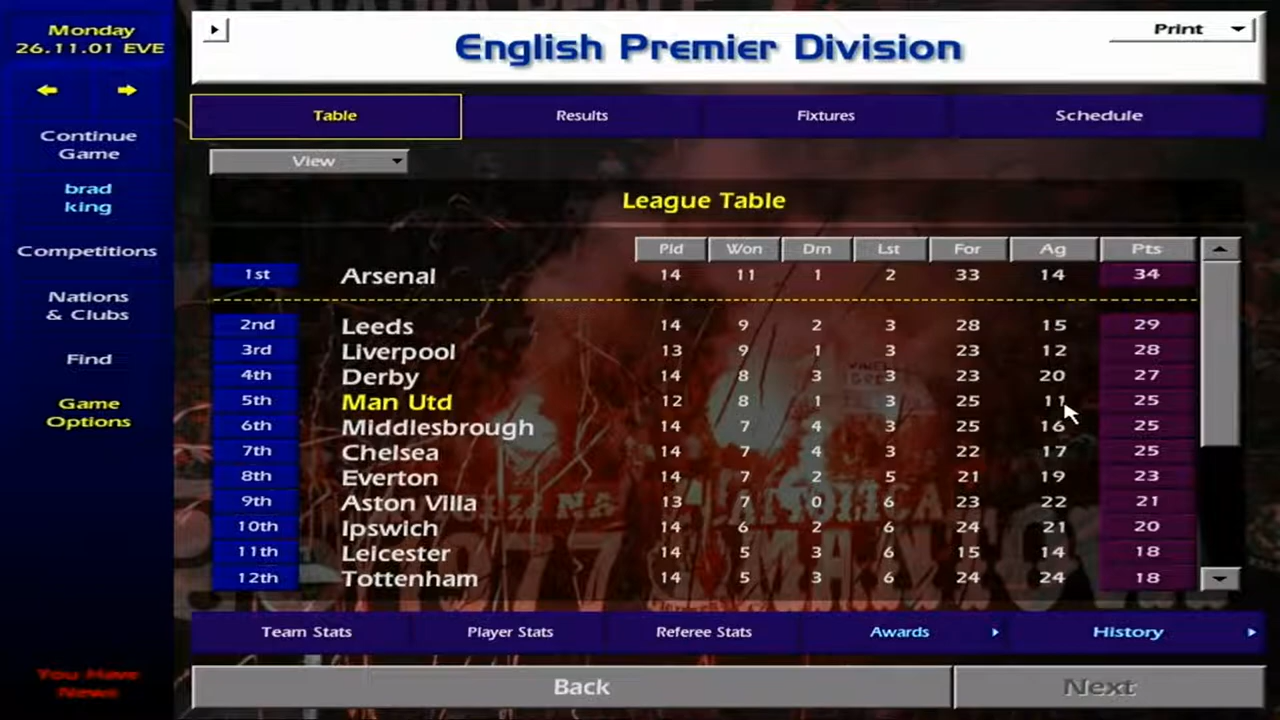 Monday
26.11.01 EVE
Continue
Game
brad
king
Competitions
Nations
& Clubs
Find
Game
Options
You Have
News
English Premier Division
Print
Table Results Fixtures Schedule
View
League Table
Pld Won Drn Lst For Ag Pts
1st Arsenal 14 11 1 2 33 14 34
2nd Leeds 14 9 2 3 28 15 29
3rd Liverpool 13 9 1 3 23 12 28
4th Derby 14 8 3 3 23 20 27
5th Man Utd 12 8 1 3 25 11 25
6th Middlesbrough 14 7 4 3 25 16 25
7th Chelsea 14 7 4 3 22 17 25
8th Everton 14 7 2 5 21 19 23
9th Aston Villa 13 7 0 6 23 22 21
10th Ipswich 14 6 2 6 24 21 20
11th Leicester 14 5 3 6 15 14 18
12th Tottenham 14 5 3 6 24 24 18
Team Stats Player Stats Referee Stats Awards History
Back Next